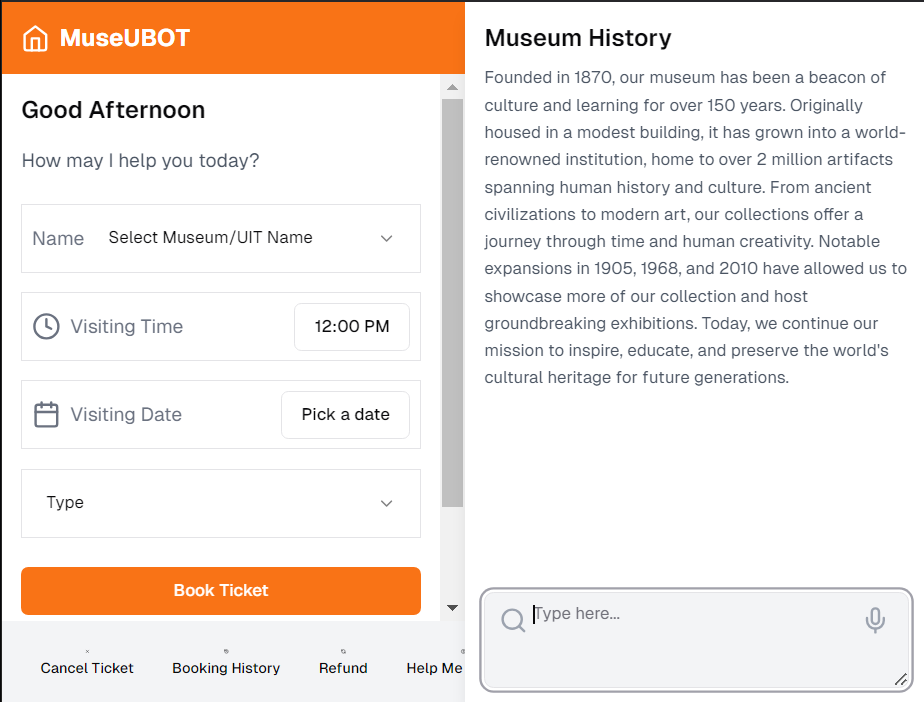 MuseUBOT
Good Afternoon
How may I help you today?
Name Select Museum/UIT Name
Visiting Time 12:00 PM
Visiting Date Pick a date
Type
Book Ticket
Cancel Ticket Booking History Refund Help Me
Museum History
Founded in 1870, our museum has been a beacon of
culture and learning for over 150 years. Originally
housed in a modest building, it has grown into a world-
renowned institution, home to over 2 million artifacts
spanning human history and culture. From ancient
civilizations to modern art, our collections offer a
journey through time and human creativity. Notable
expansions in 1905, 1968, and 2010 have allowed us to
showcase more of our collection and host
groundbreaking exhibitions. Today, we continue our
mission to inspire, educate, and preserve the world's
cultural heritage for future generations.
Type here...